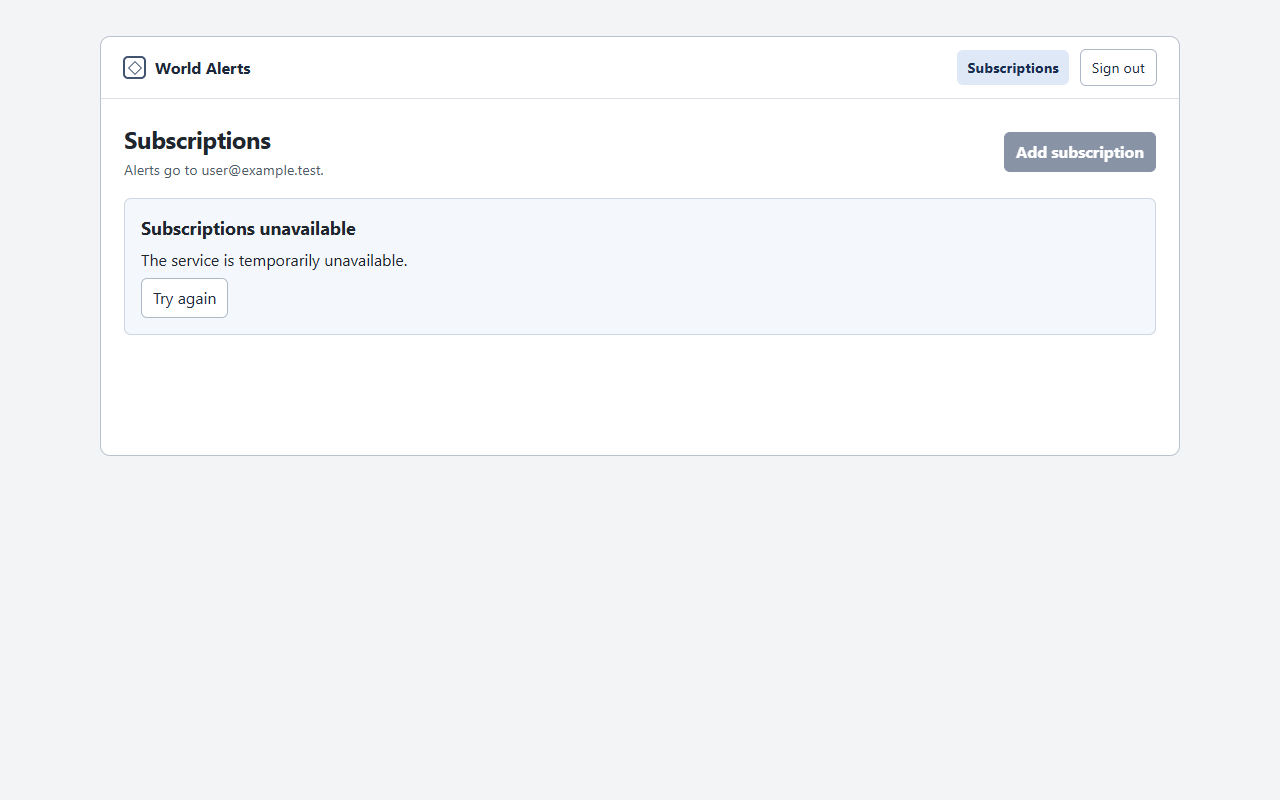 World Alerts
Subscriptions
Sign out
Subscriptions
Alerts go to user@example.test.
Add subscription
Subscriptions unavailable
The service is temporarily unavailable.
Try again